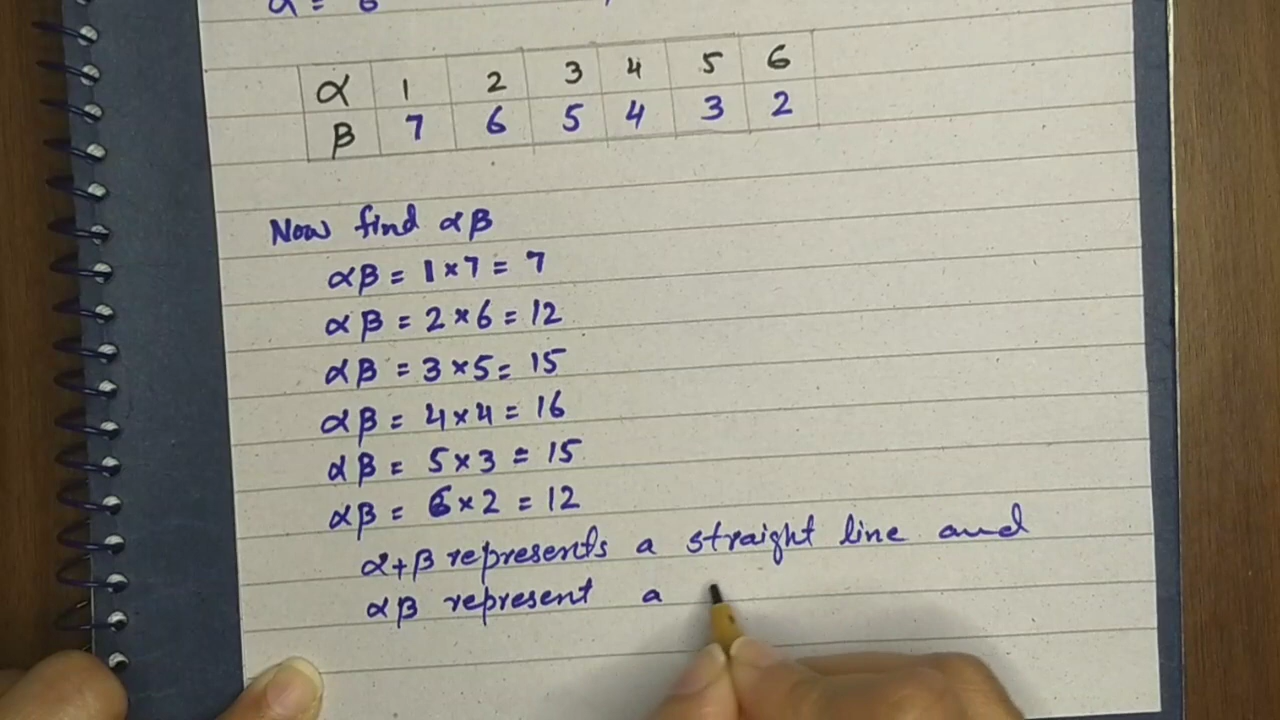 α = 6
α 1 2 3 4 5 6
β 7 6 5 4 3 2
Now find αβ
αβ = 1×7 = 7
αβ = 2×6 = 12
αβ = 3×5 = 15
αβ = 4×4 = 16
αβ = 5×3 = 15
αβ = 6×2 = 12
α+β represents a straight line and
αβ represent a